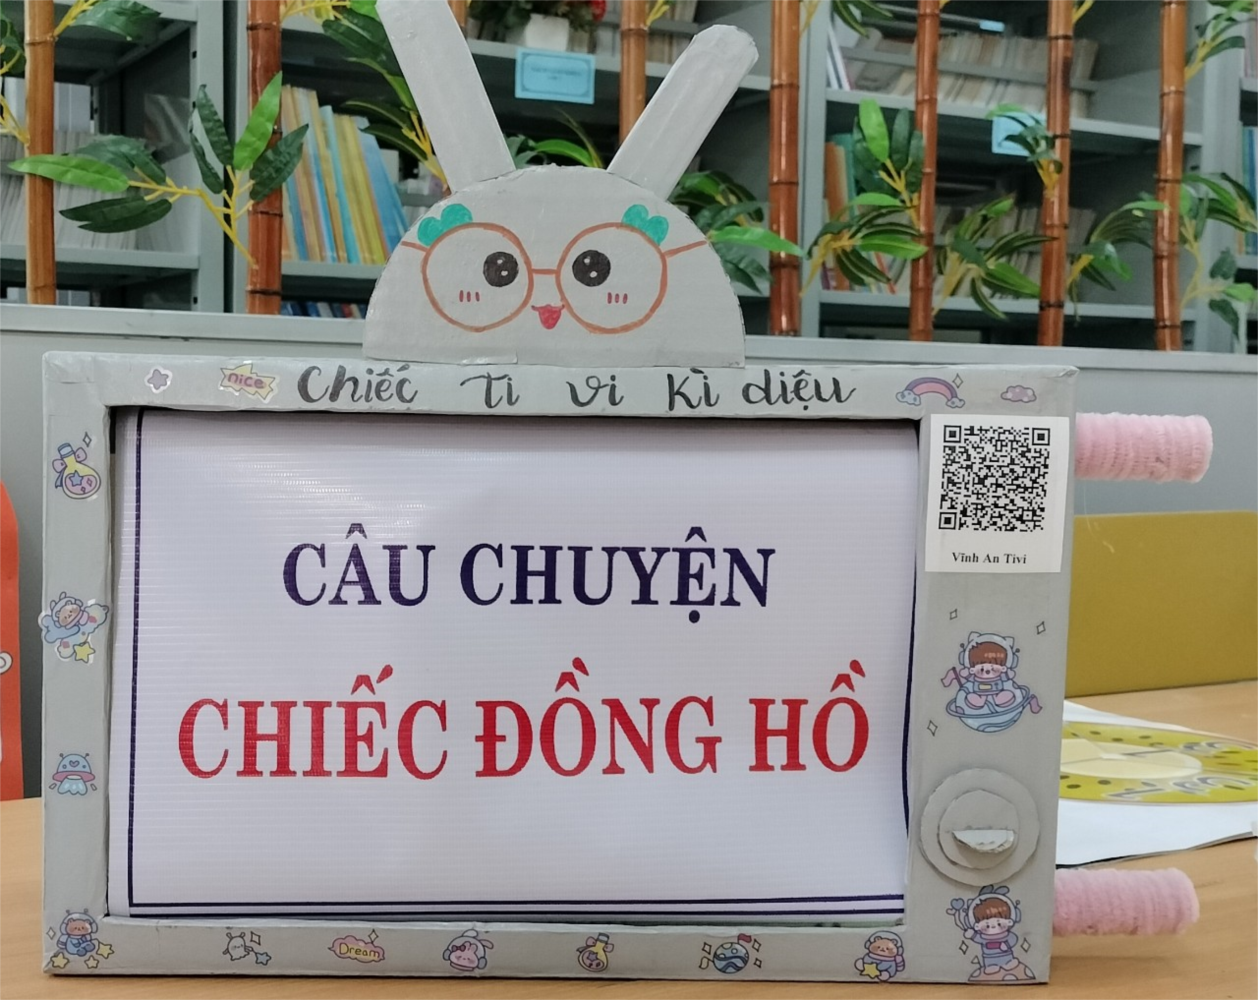 nice
Chiếc ti vi kì diệu
Vĩnh An Tivi
CÂU CHUYỆN
CHIẾC ĐỒNG HỒ
Dream